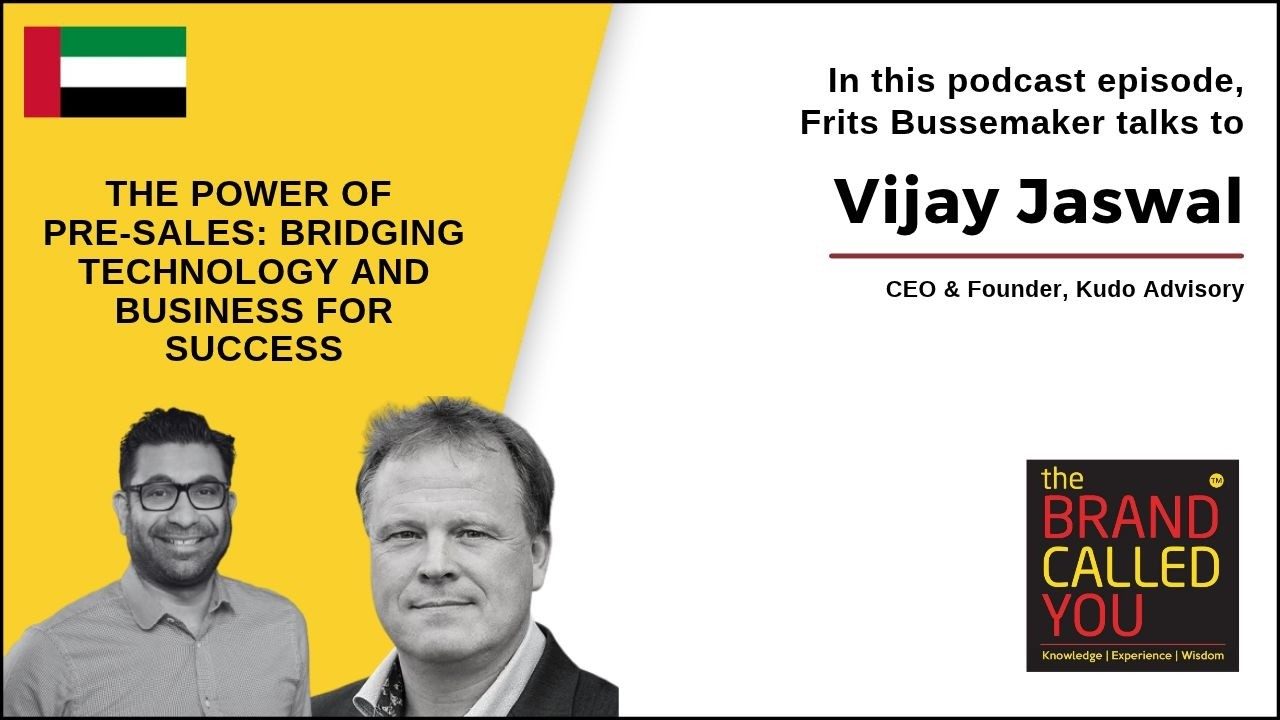 THE POWER OF
PRE-SALES: BRIDGING
TECHNOLOGY AND
BUSINESS FOR
SUCCESS
In this podcast episode,
Frits Bussemaker talks to
Vijay Jaswal
CEO & Founder, Kudo Advisory
the
TM
BRAND
CALLED
YOU
Knowledge | Experience | Wisdom